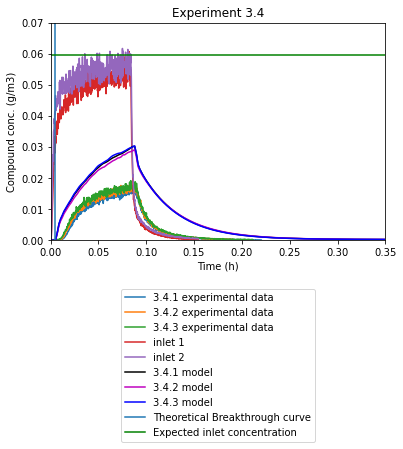 Experiment 3.4
Compound conc. (g/m3)
0.07
0.06
0.05
0.04
0.03
0.02
0.01
0.00
0.00 0.05 0.10 0.15 0.20 0.25 0.30 0.35
Time (h)
3.4.1 experimental data
3.4.2 experimental data
3.4.3 experimental data
inlet 1
inlet 2
3.4.1 model
3.4.2 model
3.4.3 model
Theoretical Breakthrough curve
Expected inlet concentration